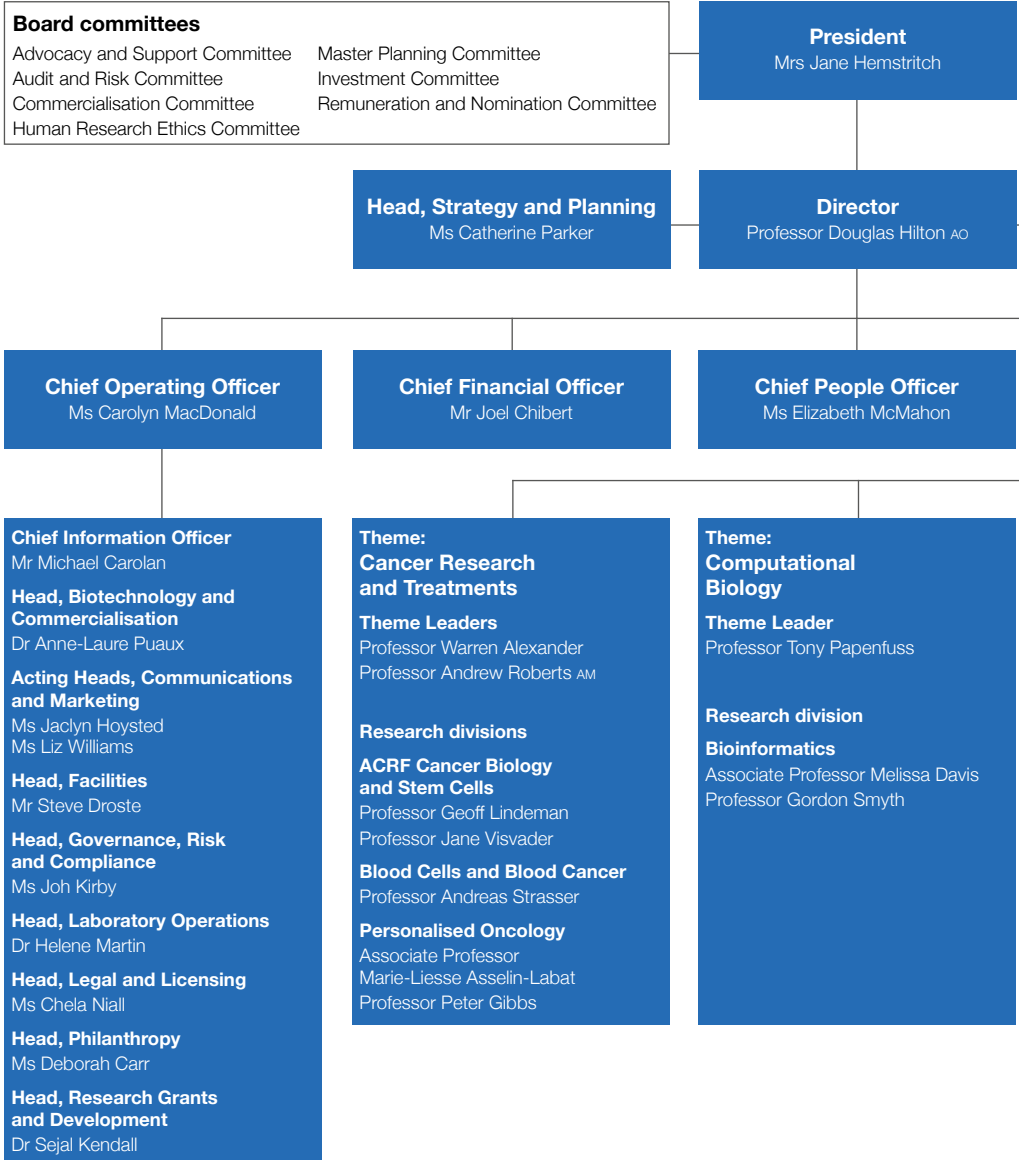 Board committees
Advocacy and Support Committee
Audit and Risk Committee
Commercialisation Committee
Human Research Ethics Committee
Master Planning Committee
Investment Committee
Remuneration and Nomination Committee
President
Mrs Jane Hemstritch
Head, Strategy and Planning
Ms Catherine Parker
Director
Professor Douglas Hilton AO
Chief Operating Officer
Ms Carolyn MacDonald
Chief Financial Officer
Mr Joel Chibert
Chief People Officer
Ms Elizabeth McMahon
Chief Information Officer
Mr Michael Carolan
Head, Biotechnology and
Commercialisation
Dr Anne-Laure Puaux
Acting Heads, Communications
and Marketing
Ms Jaclyn Hoysted
Ms Liz Williams
Head, Facilities
Mr Steve Droste
Head, Governance, Risk
and Compliance
Ms Joh Kirby
Head, Laboratory Operations
Dr Helene Martin
Head, Legal and Licensing
Ms Chela Niall
Head, Philanthropy
Ms Deborah Carr
Head, Research Grants
and Development
Dr Sejal Kendall
Theme:
Cancer Research
and Treatments
Theme Leaders
Professor Warren Alexander
Professor Andrew Roberts AM
Research divisions
ACRF Cancer Biology
and Stem Cells
Professor Geoff Lindeman
Professor Jane Visvader
Blood Cells and Blood Cancer
Professor Andreas Strasser
Personalised Oncology
Associate Professor
Marie-Liesse Asselin-Labat
Professor Peter Gibbs
Theme:
Computational
Biology
Theme Leader
Professor Tony Papenfuss
Research division
Bioinformatics
Associate Professor Melissa Davis
Professor Gordon Smyth